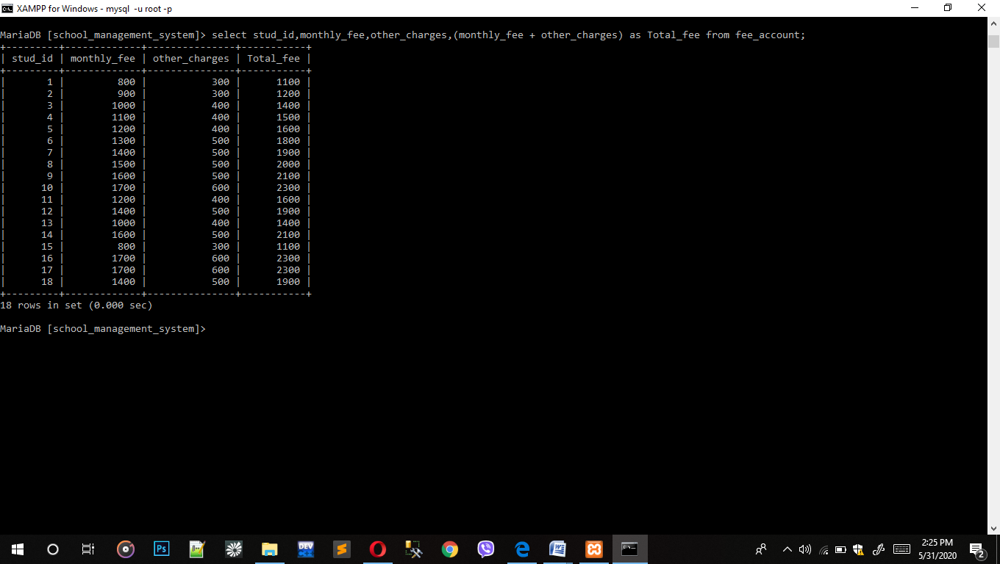 XAMPP for Windows - mysql -u root -p
MariaDB [school_management_system]> select stud_id,monthly_fee,other_charges,(monthly_fee + other_charges) as Total_fee from fee_account;
+---------+-------------+---------------+-----------+
| stud_id | monthly_fee | other_charges | Total_fee |
+---------+-------------+---------------+-----------+
|       1 |         800 |           300 |      1100 |
|       2 |         900 |           300 |      1200 |
|       3 |        1000 |           400 |      1400 |
|       4 |        1100 |           400 |      1500 |
|       5 |        1200 |           400 |      1600 |
|       6 |        1300 |           500 |      1800 |
|       7 |        1400 |           500 |      1900 |
|       8 |        1500 |           500 |      2000 |
|       9 |        1600 |           500 |      2100 |
|      10 |        1700 |           600 |      2300 |
|      11 |        1200 |           400 |      1600 |
|      12 |        1400 |           500 |      1900 |
|      13 |        1000 |           400 |      1400 |
|      14 |        1600 |           500 |      2100 |
|      15 |         800 |           300 |      1100 |
|      16 |        1700 |           600 |      2300 |
|      17 |        1700 |           600 |      2300 |
|      18 |        1400 |           500 |      1900 |
+---------+-------------+---------------+-----------+
18 rows in set (0.000 sec)
MariaDB [school_management_system]>
Ps
DEV
2:25 PM
5/31/2020
2